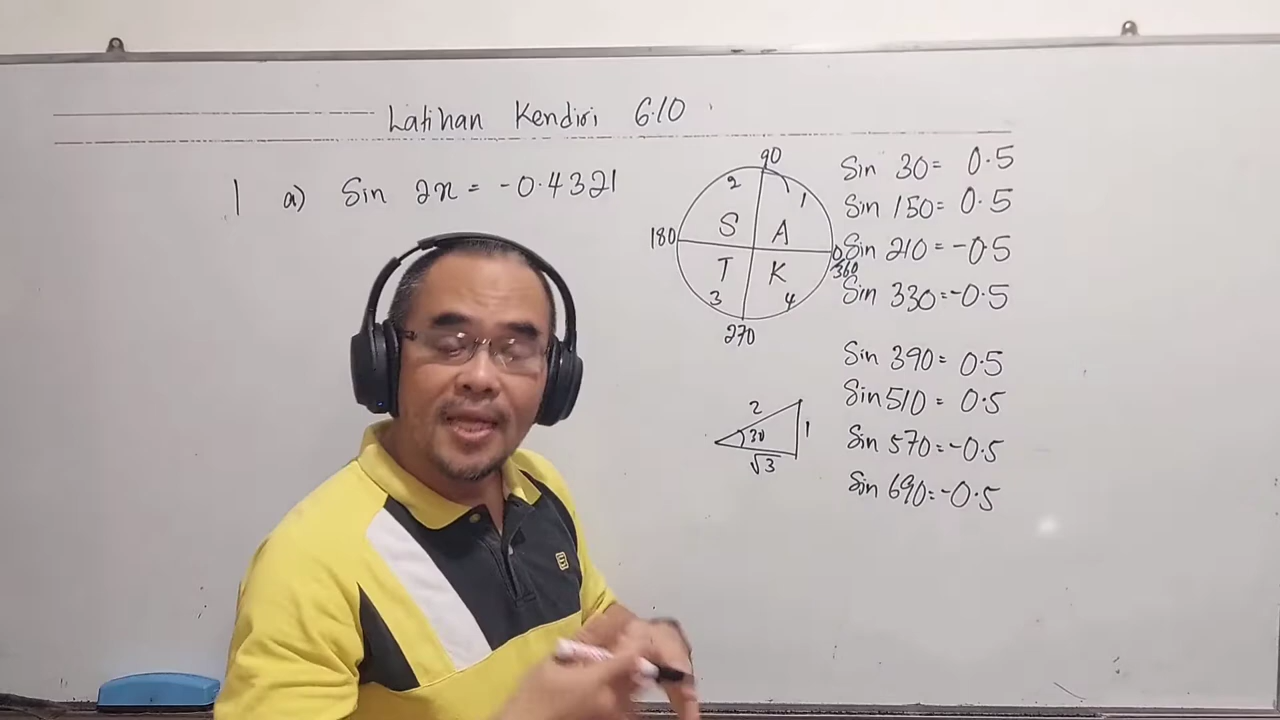 Latihan Kendiri 6.10
1 a) Sin 2x = -0.4321
90
2 1
S A
180 0/360
T K
3 4
270
Sin 30= 0.5
Sin 150= 0.5
Sin 210 = -0.5
Sin 330=-0.5
Sin 390= 0.5
Sin 510 = 0.5
Sin 570=-0.5
Sin 690=-0.5
2
30 1
√3